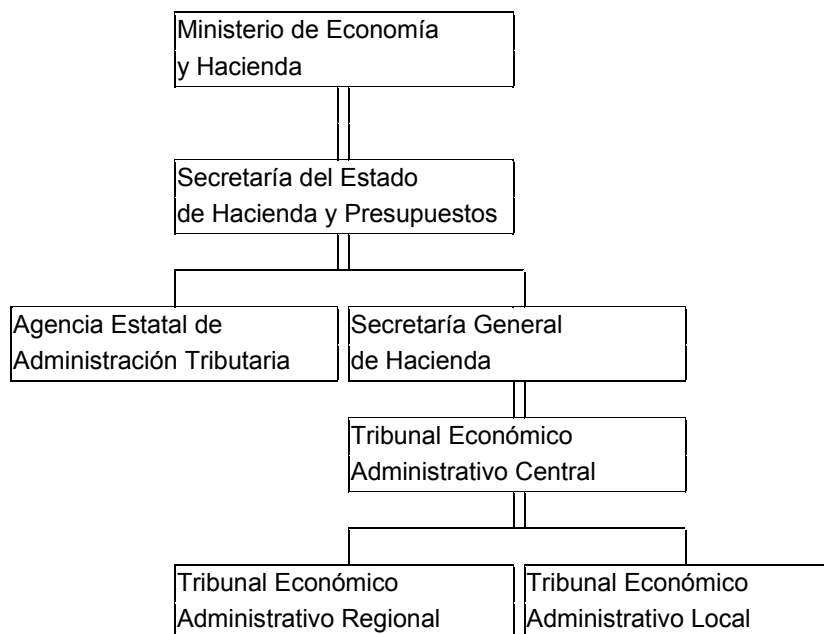 Ministerio de Economía
y Hacienda
Secretaría del Estado
de Hacienda y Presupuestos
Agencia Estatal de
Administración Tributaria
Secretaría General
de Hacienda
Tribunal Económico
Administrativo Central
Tribunal Económico
Administrativo Regional
Tribunal Económico
Administrativo Local